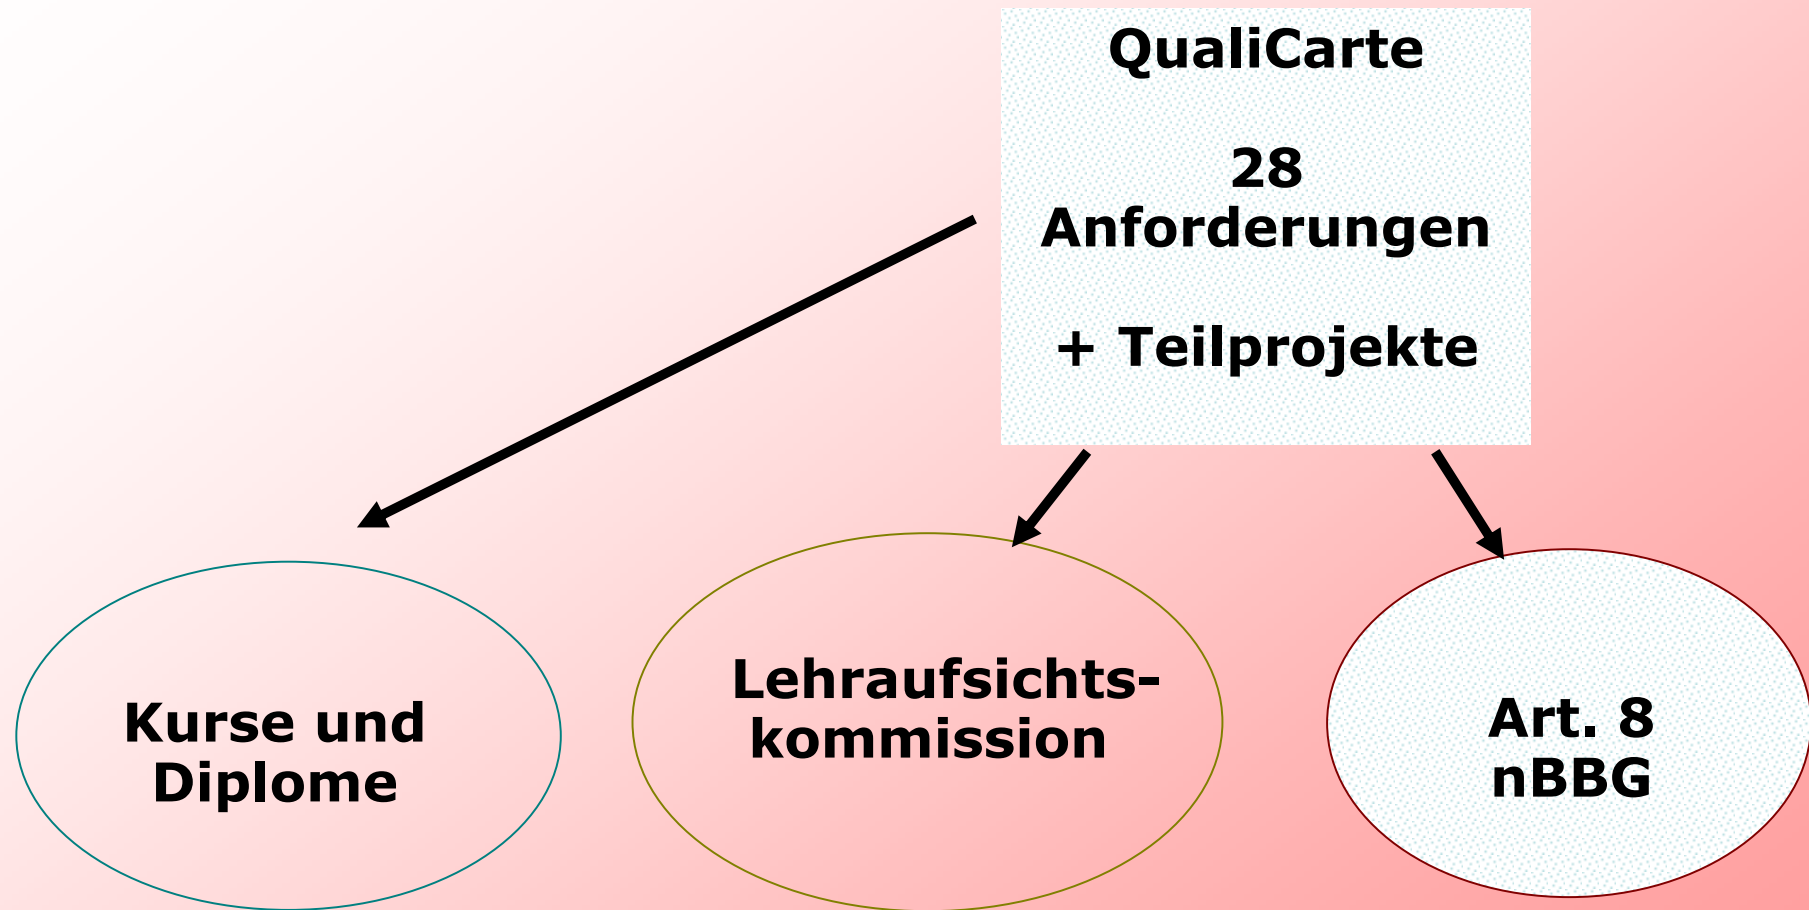 QualiCarte
28
Anforderungen
+ Teilprojekte
Kurse und
Diplome
Lehraufsichts-
kommission
Art. 8
nBBG